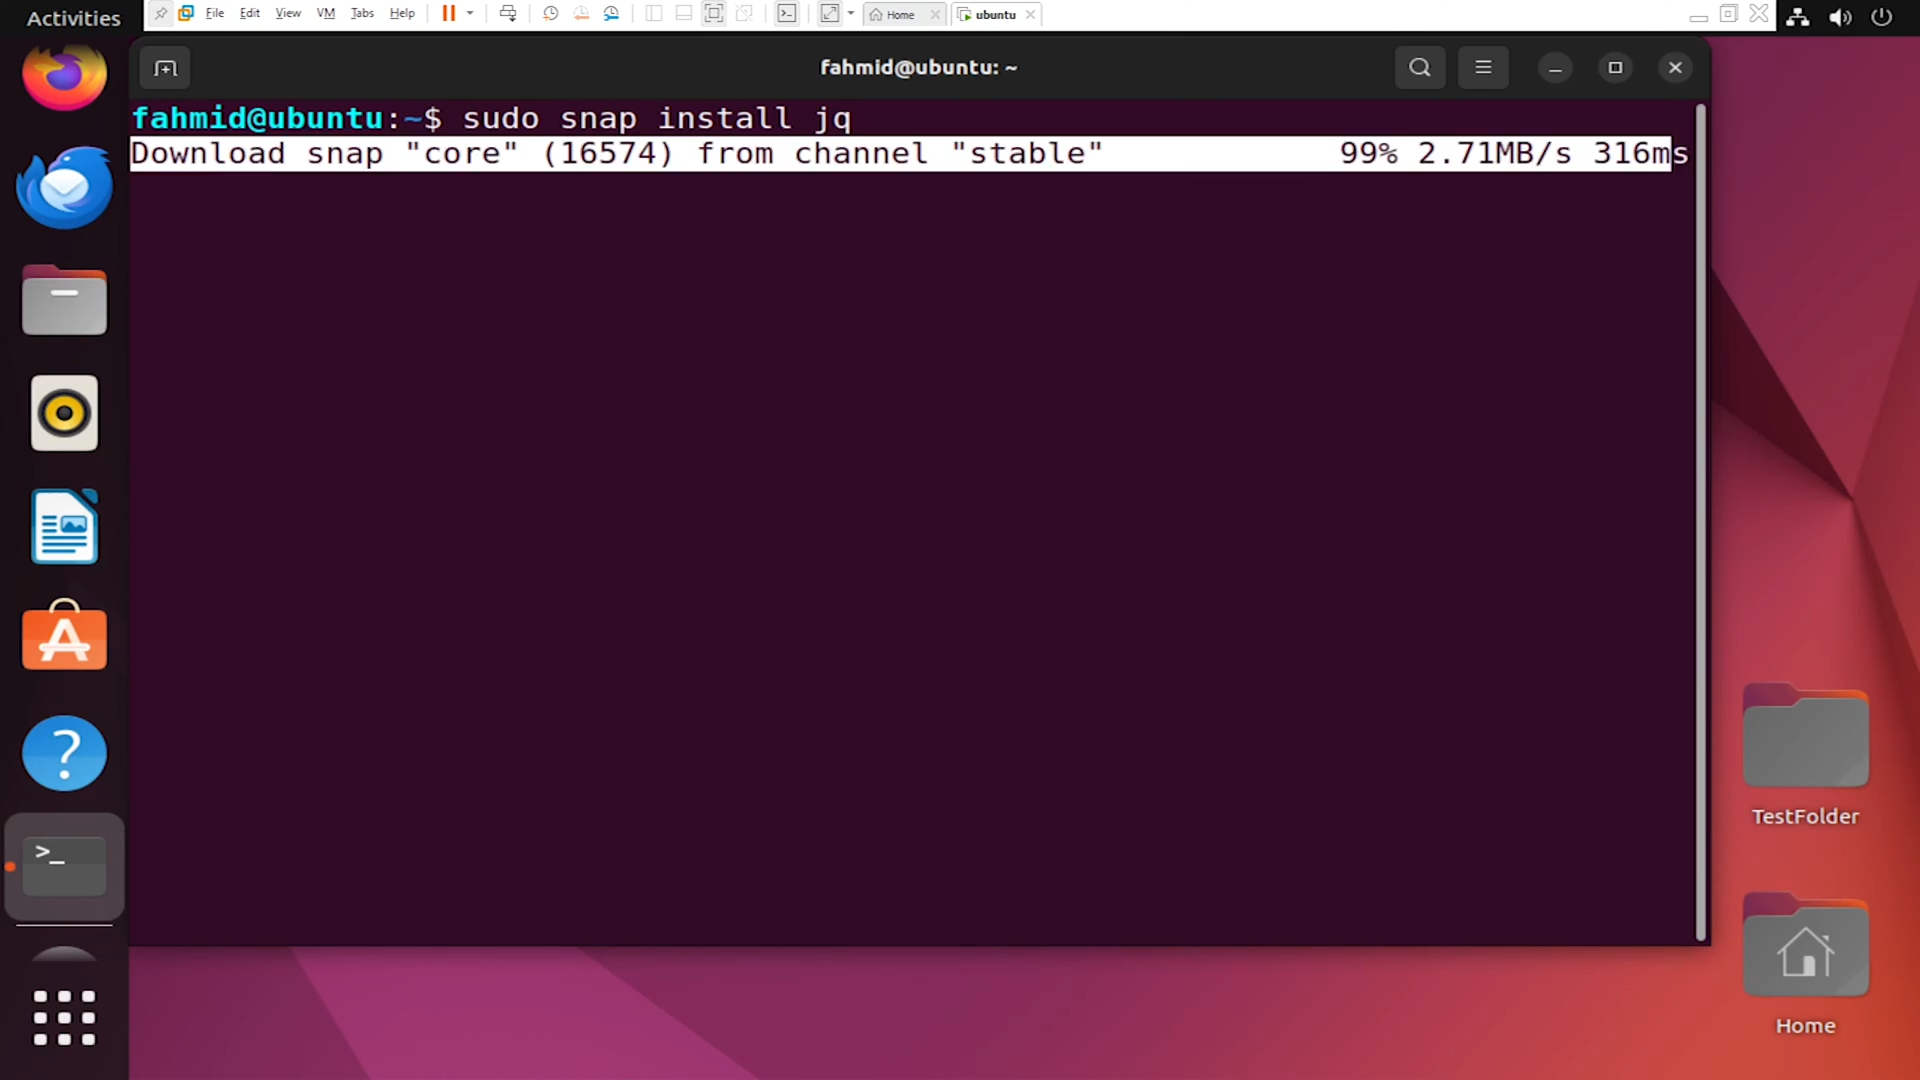 Activities
File Edit View VM Tabs Help
Home
ubuntu
fahmid@ubuntu: ~
fahmid@ubuntu:~$ sudo snap install jq
Download snap "core" (16574) from channel "stable" 99% 2.71MB/s 316ms
>_
TestFolder
Home